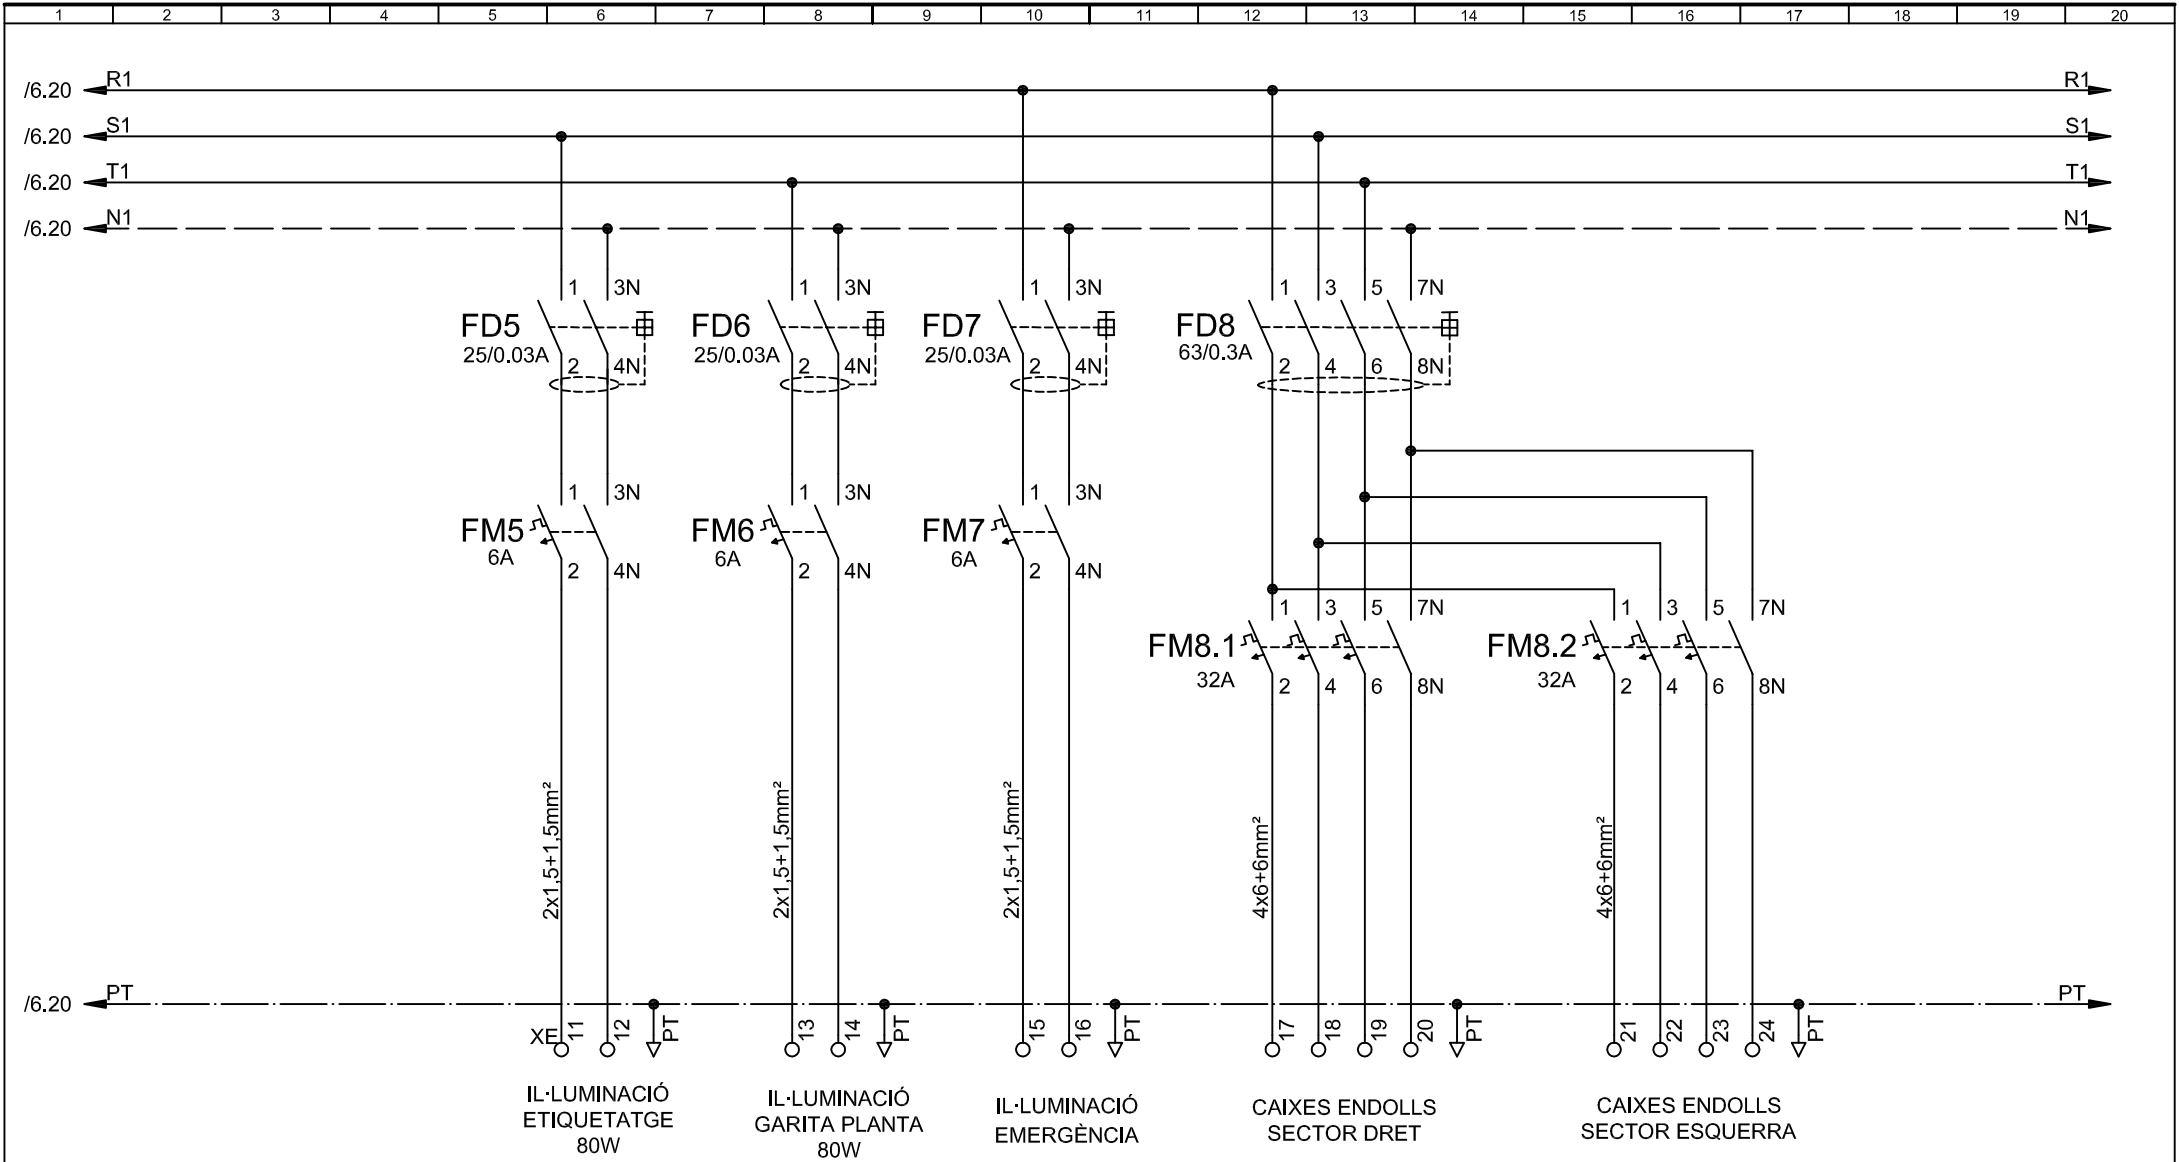 1 2 3 4 5 6 7 8 9 10 11 12 13 14 15 16 17 18 19 20
/6.20 R1 R1
/6.20 S1 S1
/6.20 T1 T1
/6.20 N1 N1
1 3N 1 3N 1 3N 1 3 5 7N
FD5 FD6 FD7 FD8
25/0.03A 25/0.03A 25/0.03A 63/0.3A
2 4N 2 4N 2 4N 2 4 6 8N
1 3N 1 3N 1 3N
FM5 FM6 FM7
6A 6A 6A
2 4N 2 4N 2 4N
1 3 5 7N 1 3 5 7N
FM8.1 FM8.2
32A 32A
2 4 6 8N 2 4 6 8N
2x1,5+1,5mm² 2x1,5+1,5mm² 2x1,5+1,5mm² 4x6+6mm² 4x6+6mm²
/6.20 PT PT
XE 11 12 PT 13 14 PT 15 16 PT 17 18 19 20 PT 21 22 23 24 PT
IL·LUMINACIÓ
ETIQUETATGE
80W
IL·LUMINACIÓ
GARITA PLANTA
80W
IL·LUMINACIÓ
EMERGÈNCIA
CAIXES ENDOLLS
SECTOR DRET
CAIXES ENDOLLS
SECTOR ESQUERRA